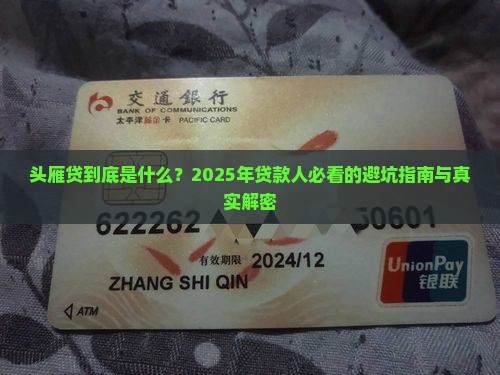 交通銀行
BANK OF COMMUNICATIONS
太平洋 卡 PACIFIC CARD
头雁贷到底是什么？2025年贷款人必看的避坑指南与真
实解密
622262 30601
有效期限 2024/12
ZHANG SHI QIN
UnionPay
银联
ATM